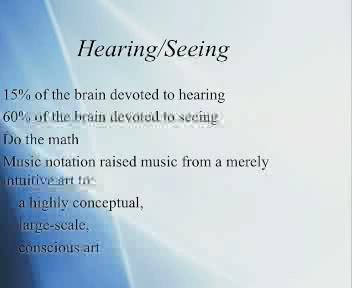 Hearing/Seeing
15% of the brain devoted to hearing
60% of the brain devoted to seeing
Do the math
Music notation raised music from a merely
intuitive art to
a highly conceptual,
large-scale,
conscious art